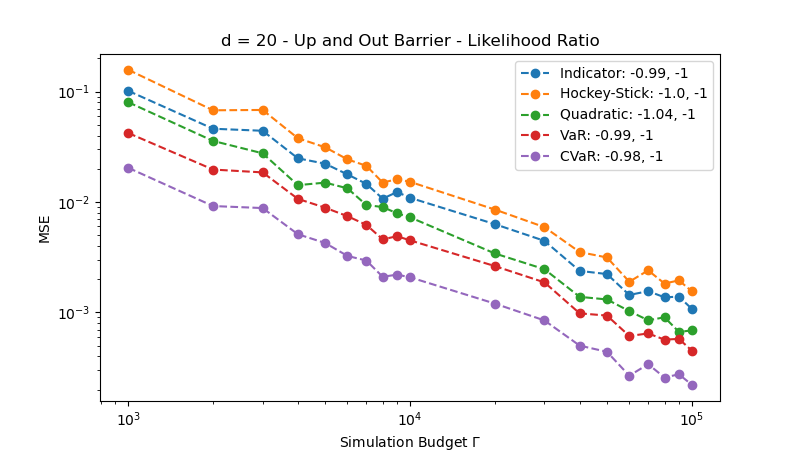 d = 20 - Up and Out Barrier - Likelihood Ratio
Indicator: -0.99, -1
Hockey-Stick: -1.0, -1
Quadratic: -1.04, -1
VaR: -0.99, -1
CVaR: -0.98, -1
MSE
10⁻¹
10⁻²
10⁻³
10³
10⁴
10⁵
Simulation Budget Γ